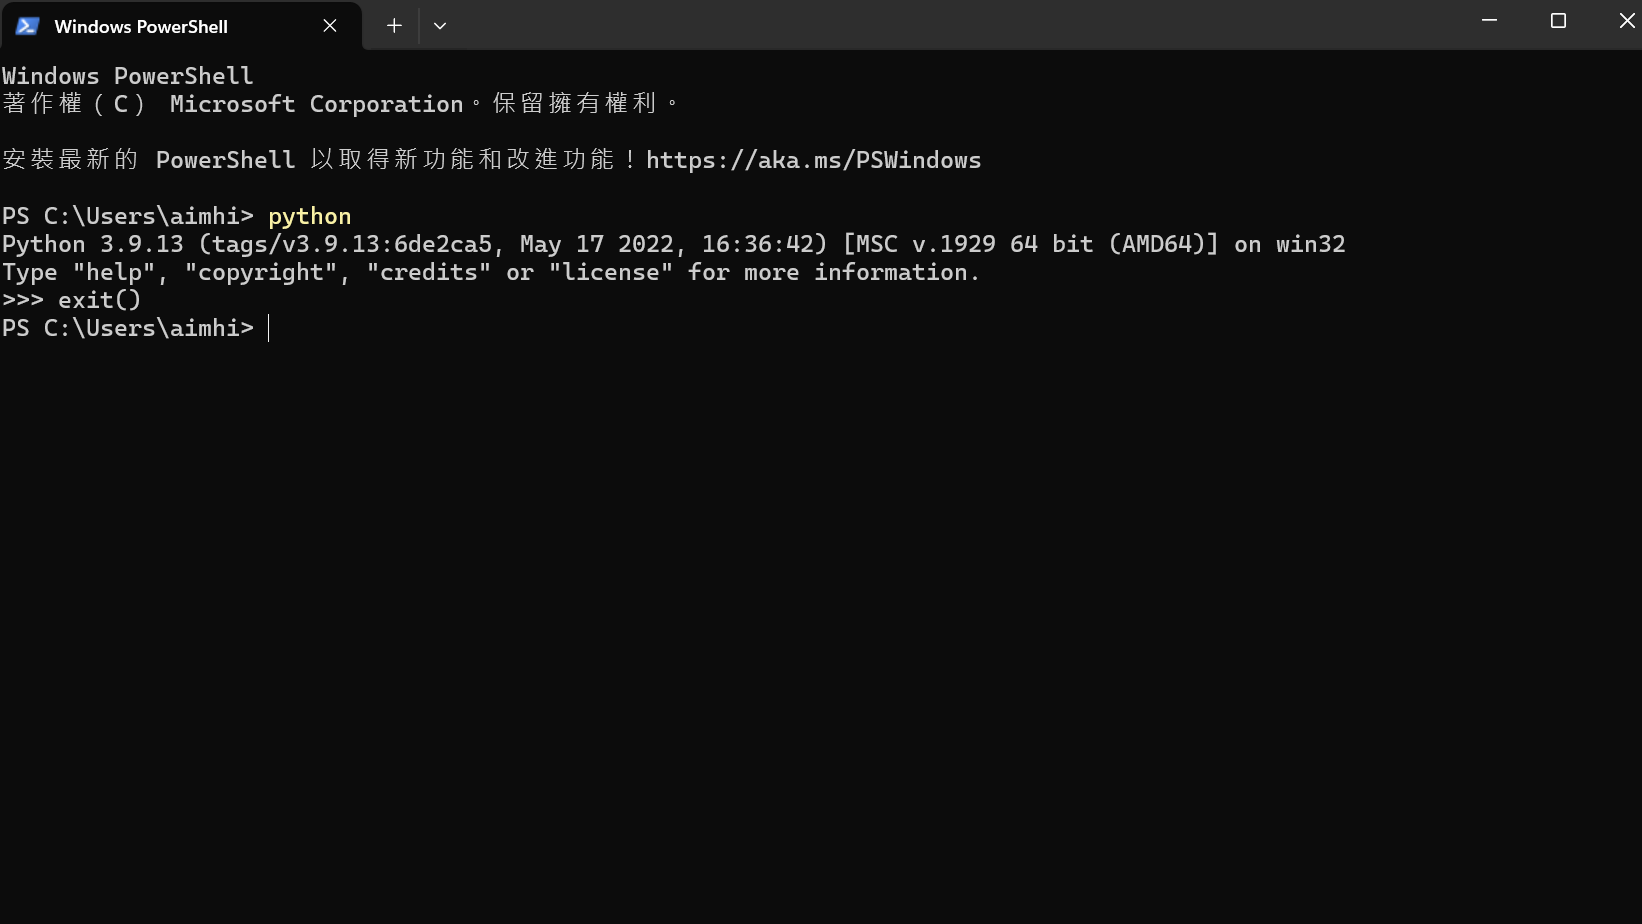 Windows PowerShell
Windows PowerShell
著作權（C） Microsoft Corporation。保留擁有權利。
安裝最新的 PowerShell 以取得新功能和改進功能！https://aka.ms/PSWindows
PS C:\Users\aimhi> python
Python 3.9.13 (tags/v3.9.13:6de2ca5, May 17 2022, 16:36:42) [MSC v.1929 64 bit (AMD64)] on win32
Type "help", "copyright", "credits" or "license" for more information.
>>> exit()
PS C:\Users\aimhi>